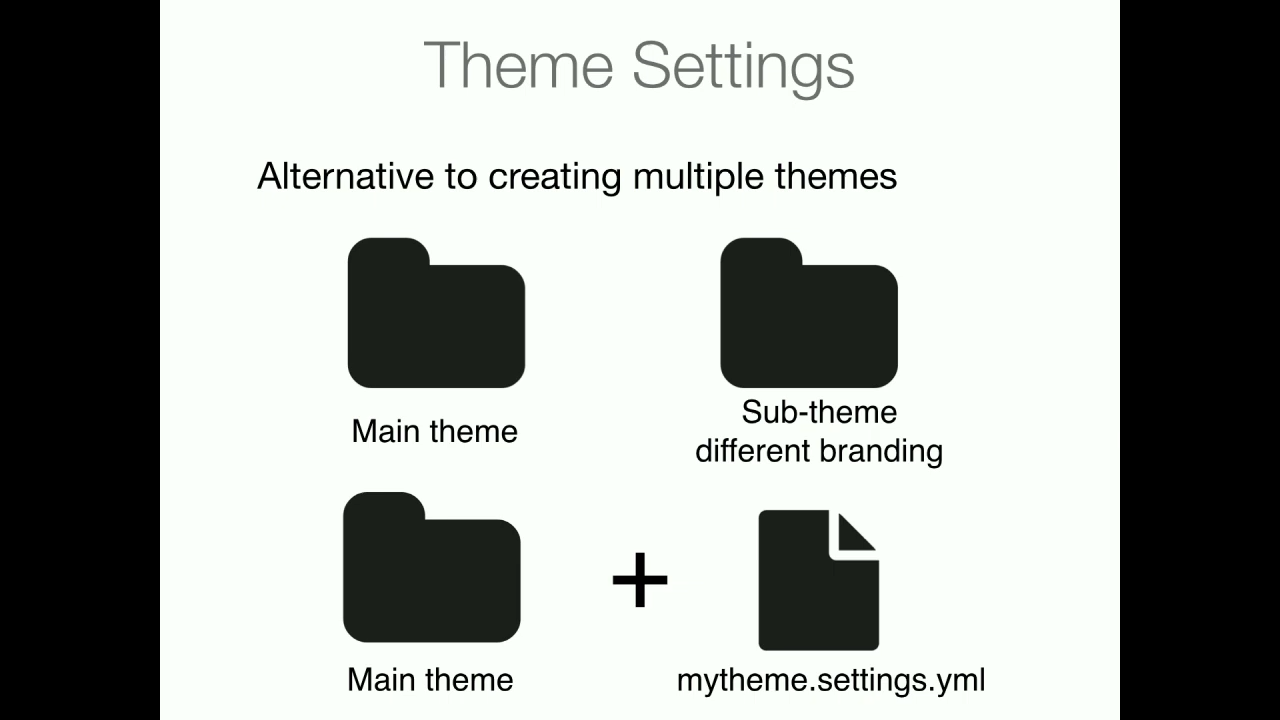 Theme Settings
Alternative to creating multiple themes
Main theme
Sub-theme
different branding
+
Main theme
mytheme.settings.yml